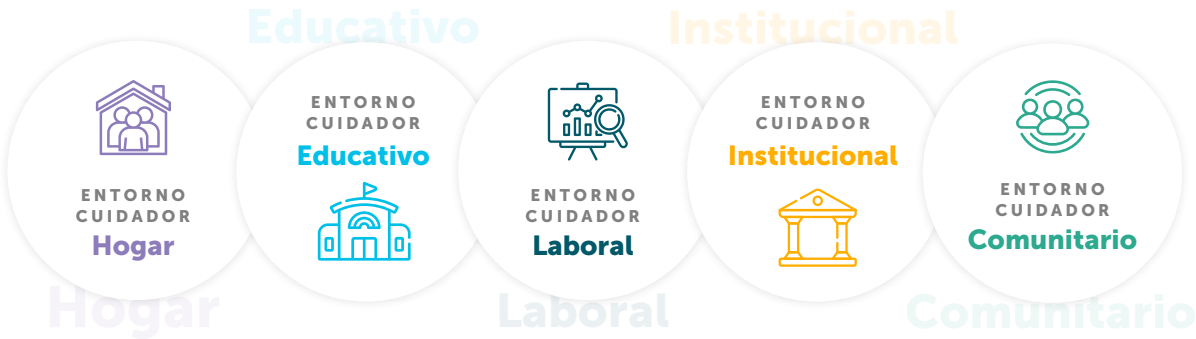 Educativo
Institucional
ENTORNO
CUIDADOR
Hogar
ENTORNO
CUIDADOR
Educativo
ENTORNO
CUIDADOR
Laboral
ENTORNO
CUIDADOR
Institucional
ENTORNO
CUIDADOR
Comunitario
Hogar
Laboral
Comunitario